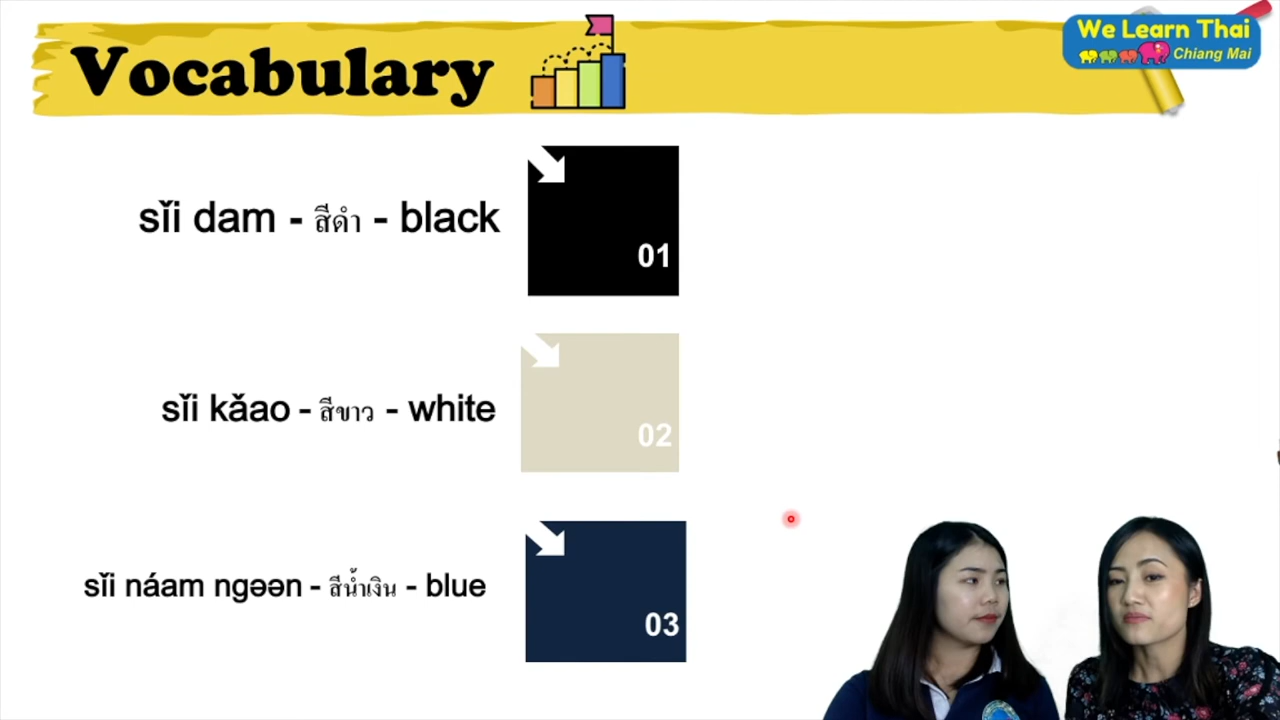 Vocabulary
We Learn Thai
Chiang Mai
sǐi dam - สีดำ - black
01
sǐi kǎao - สีขาว - white
02
sǐi náam ngəən - สีน้ำเงิน - blue
03